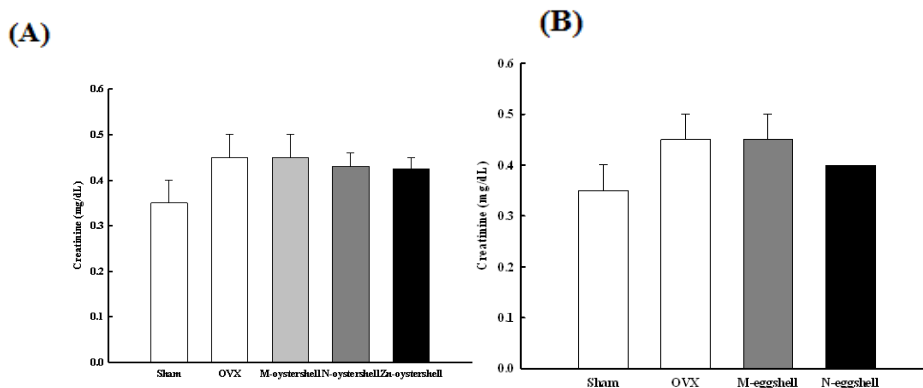 (A)
Creatinine (mg/dL)
0.6
0.5
0.4
0.3
0.2
0.1
0.0
Sham OVX M-oystershell N-oystershell Zn-oystershell
(B)
Creatinine (mg/dL)
0.6
0.5
0.4
0.3
0.2
0.1
0.0
Sham OVX M-eggshell N-eggshell